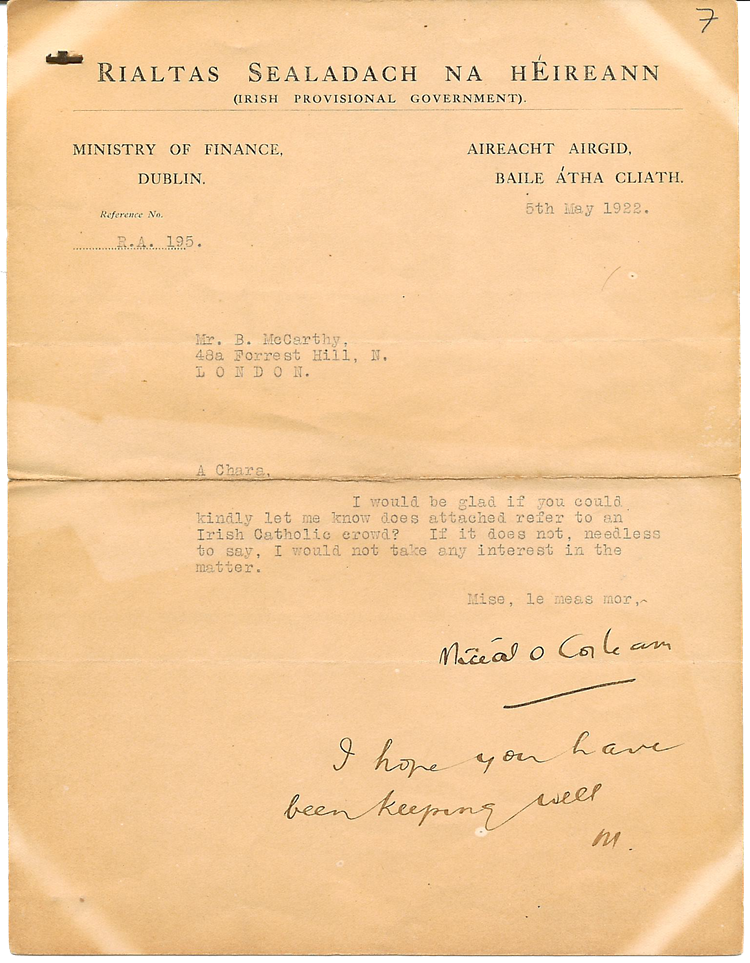 7
RIALTAS SEALADACH NA hÉIREANN
(IRISH PROVISIONAL GOVERNMENT).
MINISTRY OF FINANCE,
DUBLIN.
AIREACHT AIRGID,
BAILE ÁTHA CLIATH.
5th May 1922.
Reference No.
R.A. 195.
Mr. B. McCarthy,
48a Forrest Hill, N.
L O N D O N.
A Chara,
I would be glad if you could
kindly let me know does attached refer to an
Irish Catholic crowd? If it does not, needless
to say, I would not take any interest in the
matter.
Mise, le meas mor,
Mícéal O Coileain
I hope you have
been keeping well
M.